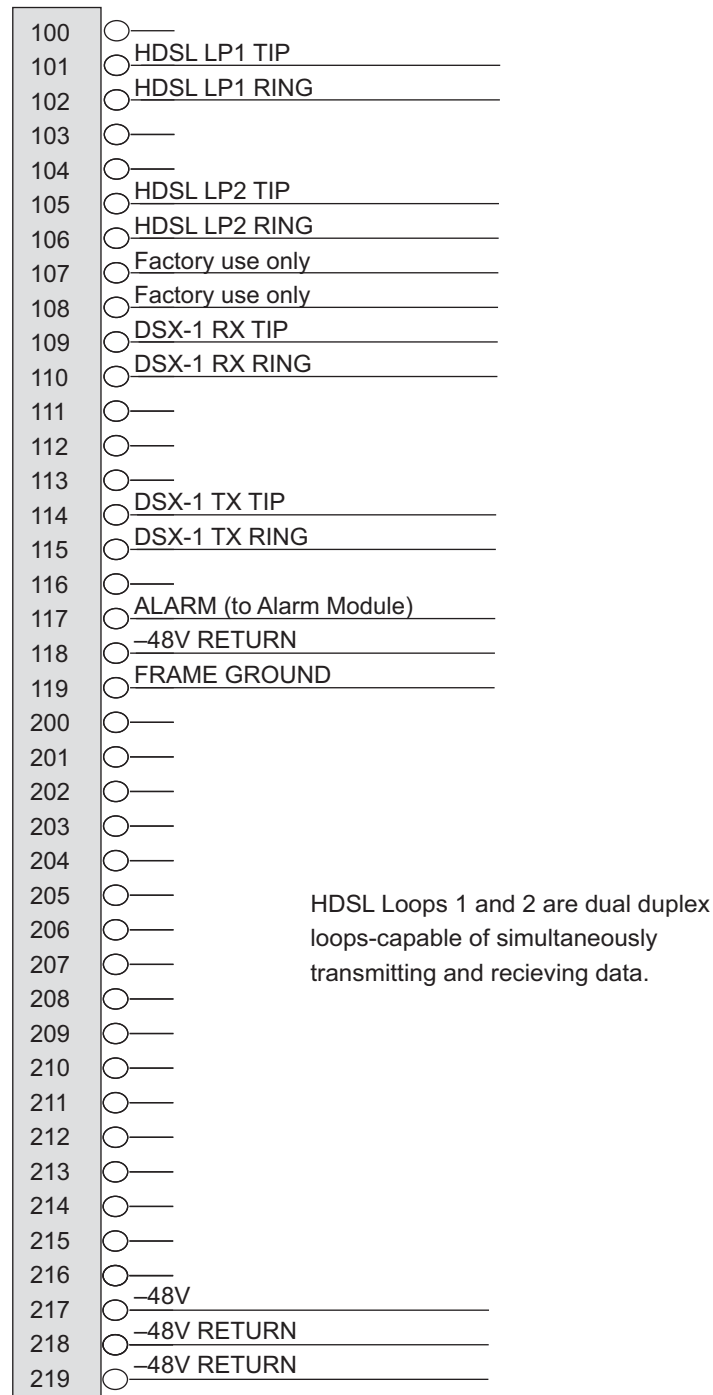 100
101 HDSL LP1 TIP
102 HDSL LP1 RING
103
104
105 HDSL LP2 TIP
106 HDSL LP2 RING
107 Factory use only
108 Factory use only
109 DSX-1 RX TIP
110 DSX-1 RX RING
111
112
113
114 DSX-1 TX TIP
115 DSX-1 TX RING
116
117 ALARM (to Alarm Module)
118 –48V RETURN
119 FRAME GROUND
200
201
202
203
204
205
206
207
208
209
210
211
212
213
214
215
216
217 –48V
218 –48V RETURN
219 –48V RETURN
HDSL Loops 1 and 2 are dual duplex
loops-capable of simultaneously
transmitting and recieving data.